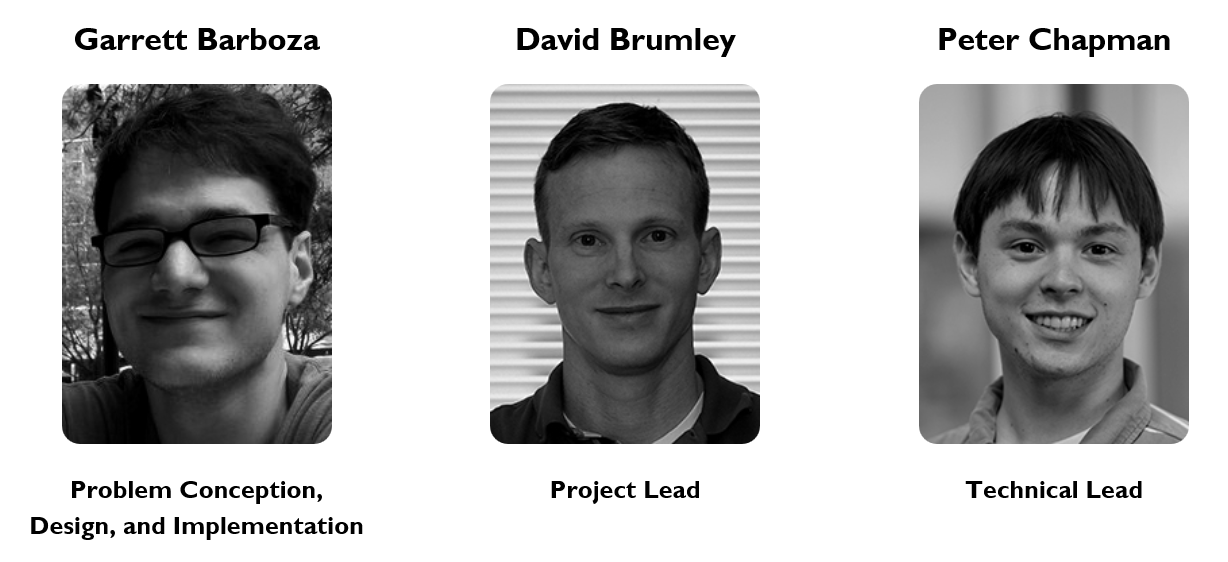 Garrett Barboza
David Brumley
Peter Chapman
Problem Conception,
Design, and Implementation
Project Lead
Technical Lead